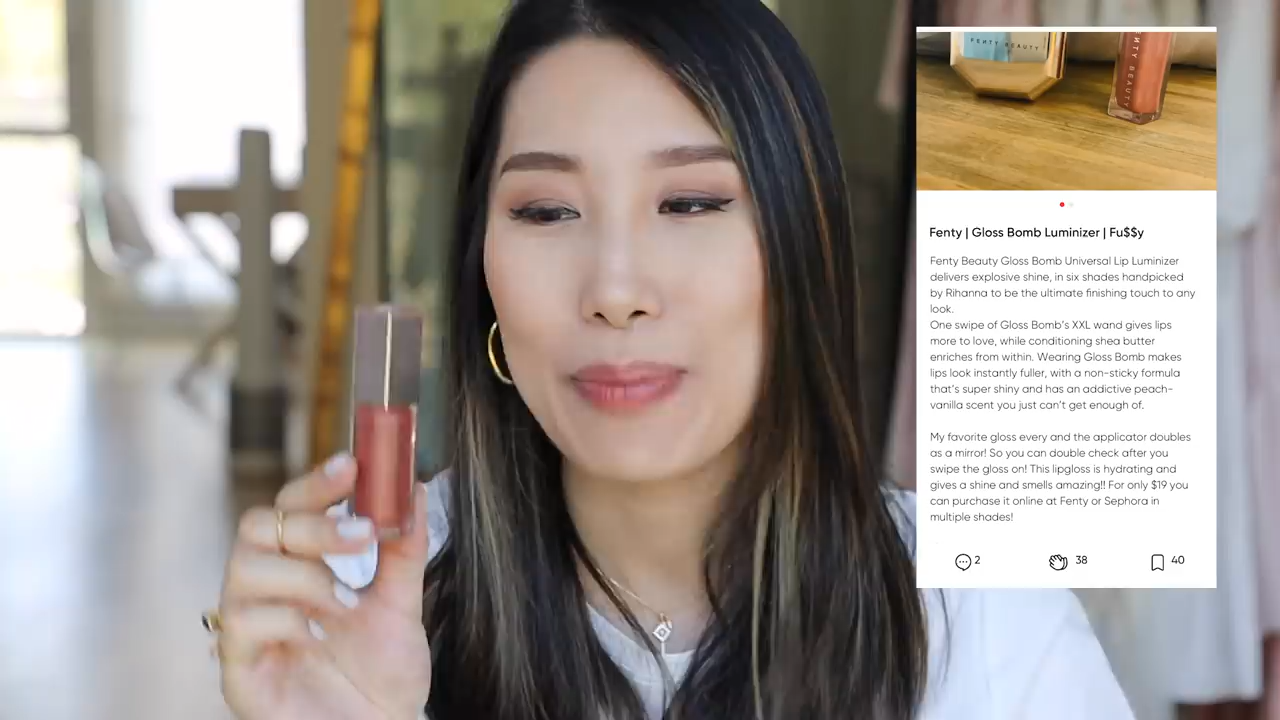 FENTY BEAUTY
ENTY BEAUTY
Fenty | Gloss Bomb Luminizer | Fu$$y
Fenty Beauty Gloss Bomb Universal Lip Luminizer
delivers explosive shine, in six shades handpicked
by Rihanna to be the ultimate finishing touch to any
look.
One swipe of Gloss Bomb's XXL wand gives lips
more to love, while conditioning shea butter
enriches from within. Wearing Gloss Bomb makes
lips look instantly fuller, with a non-sticky formula
that's super shiny and has an addictive peach-
vanilla scent you just can't get enough of.
My favorite gloss every and the applicator doubles
as a mirror! So you can double check after you
swipe the gloss on! This lipgloss is hydrating and
gives a shine and smells amazing!! For only $19 you
can purchase it online at Fenty or Sephora in
multiple shades!
2 38 40